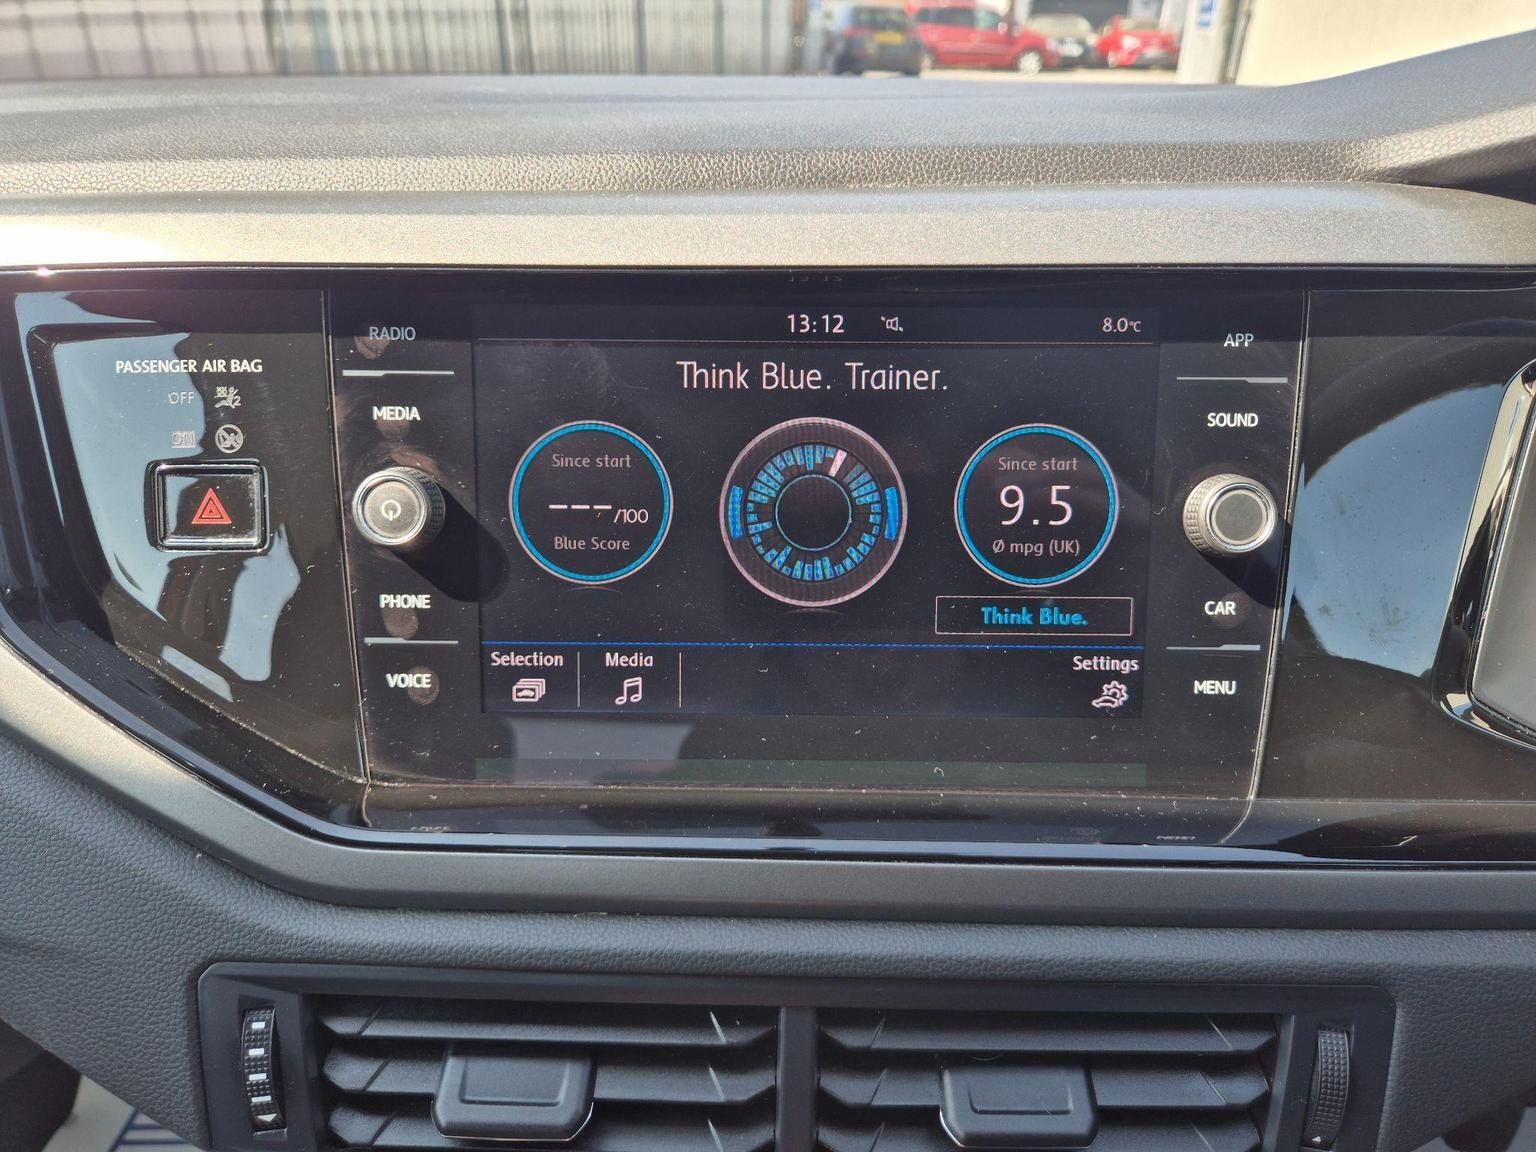 13:12
8.0°C
RADIO
MEDIA
PHONE
VOICE
PASSENGER AIR BAG
OFF
ON
Think Blue. Trainer.
Since start
---/100
Blue Score
Since start
9.5
Ø mpg (UK)
Think Blue.
Selection
Media
Settings
APP
SOUND
CAR
MENU